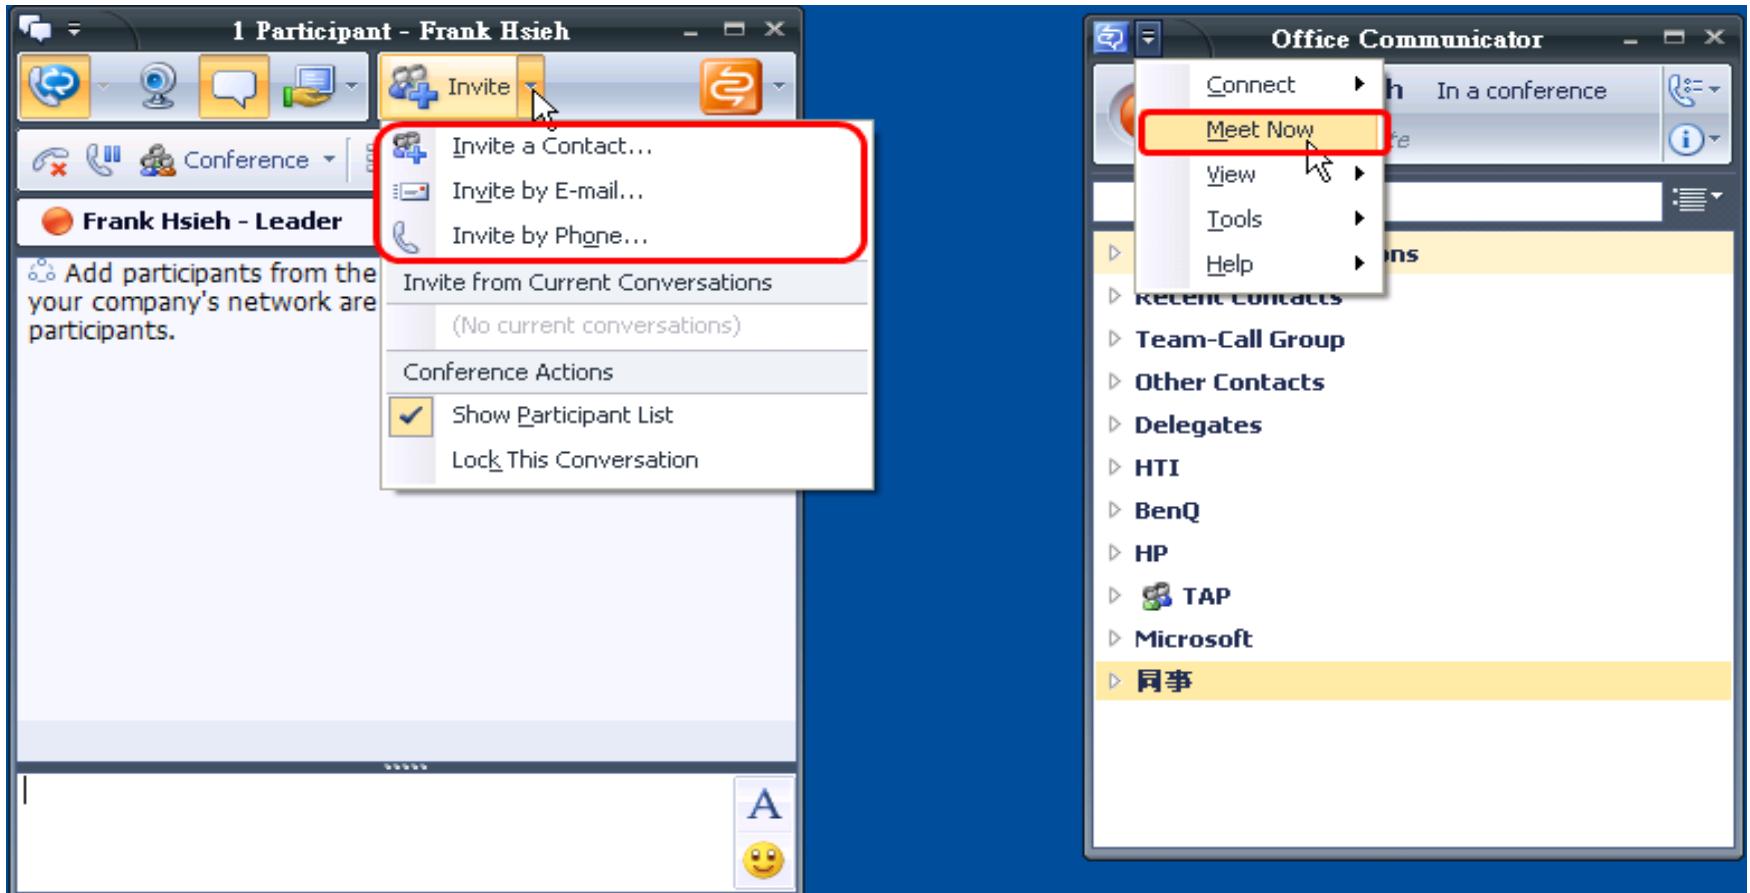 1 Participant - Frank Hsieh
Invite
Conference
Frank Hsieh - Leader
Add participants from the
your company's network are
participants.
Invite a Contact...
Invite by E-mail...
Invite by Phone...
Invite from Current Conversations
(No current conversations)
Conference Actions
Show Participant List
Lock This Conversation
A
Office Communicator
h In a conference
Connect
Meet Now
View
Tools
Help
Recent Contacts
Team-Call Group
Other Contacts
Delegates
HTI
BenQ
HP
TAP
Microsoft
同事